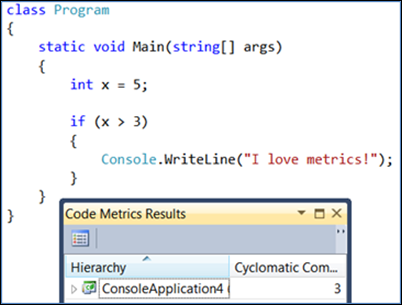 class Program
{
static void Main(string[] args)
{
int x = 5;
if (x > 3)
{
Console.WriteLine("I love metrics!");
}
}
}
Code Metrics Results
Hierarchy Cyclomatic Com...
ConsoleApplication4 ( 3